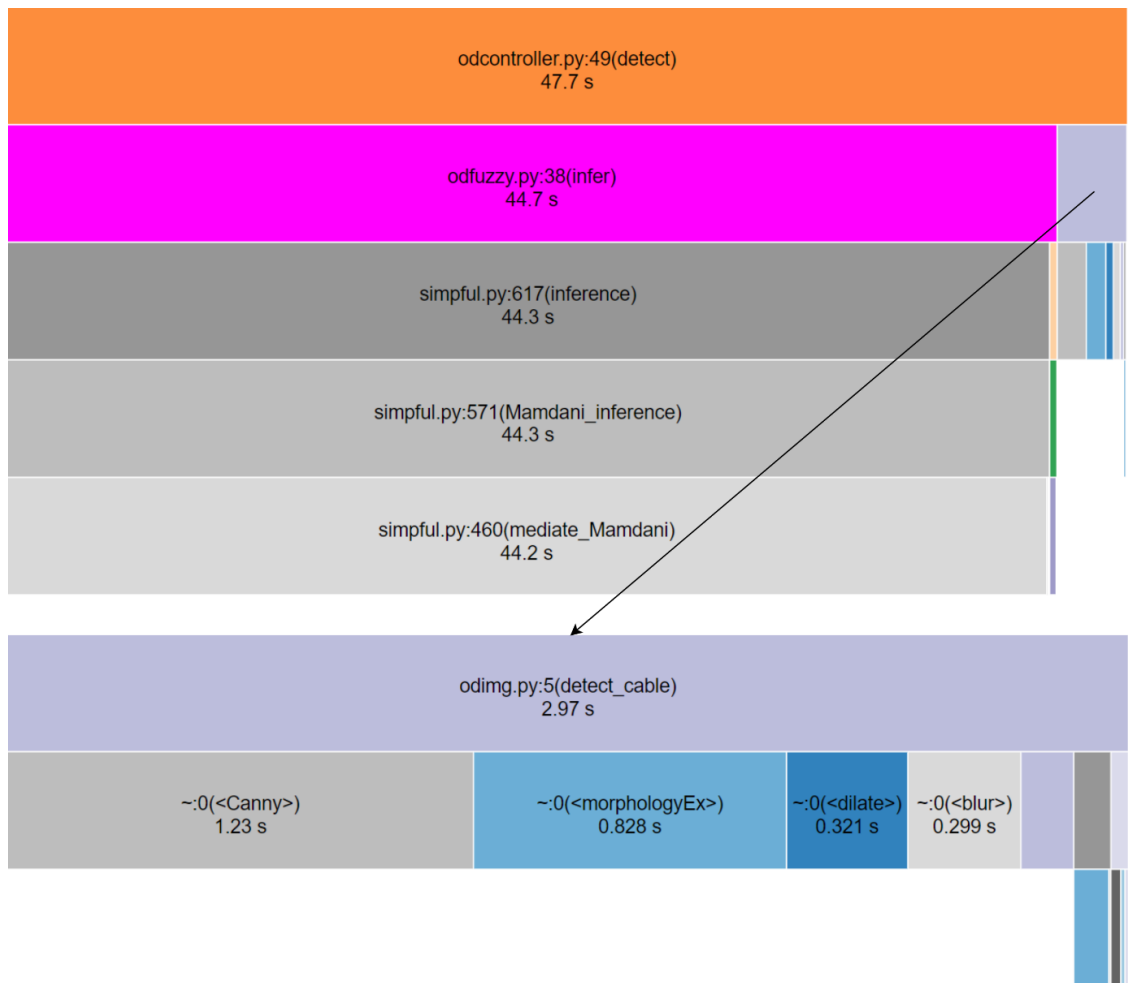 odcontroller.py:49(detect)
47.7 s
odfuzzy.py:38(infer)
44.7 s
simpful.py:617(inference)
44.3 s
simpful.py:571(Mamdani_inference)
44.3 s
simpful.py:460(mediate_Mamdani)
44.2 s
odimg.py:5(detect_cable)
2.97 s
~:0(<Canny>)
1.23 s
~:0(<morphologyEx>)
0.828 s
~:0(<dilate>)
0.321 s
~:0(<blur>)
0.299 s